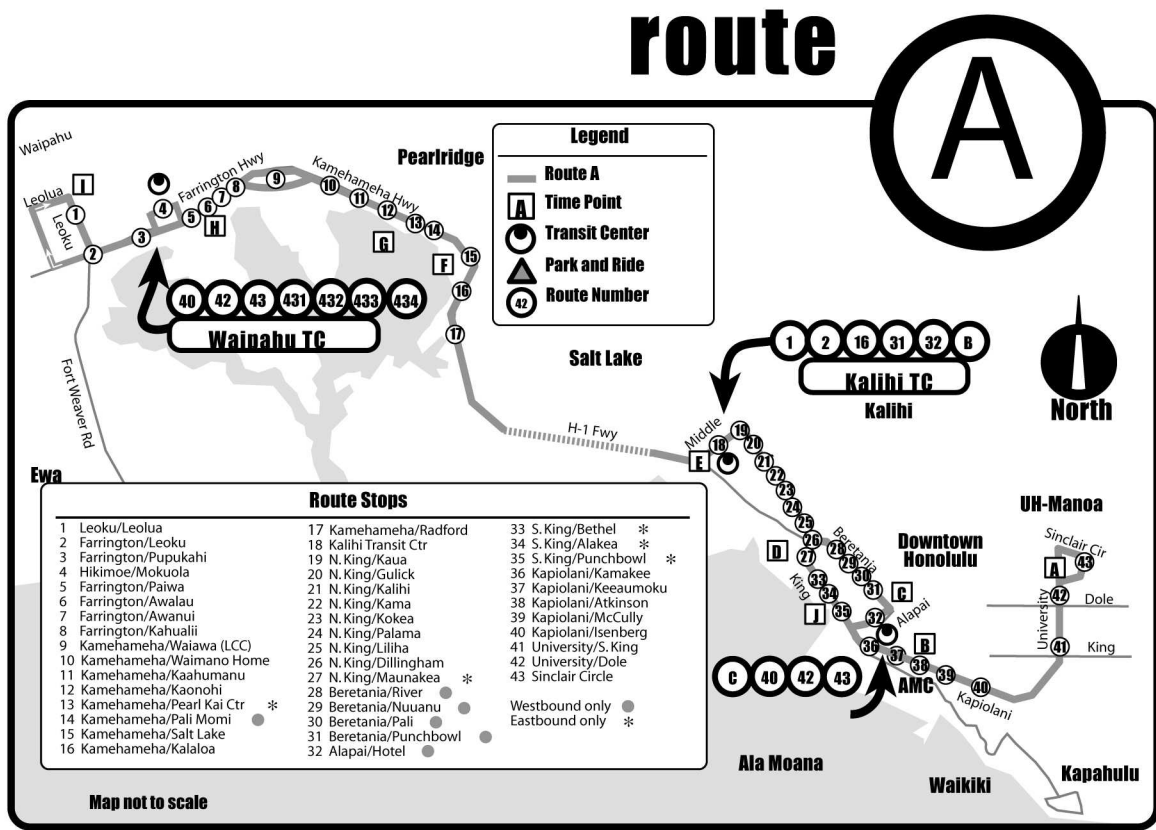 route
A
Waipahu
Leolua
I
1
Leoku
2
3
4
5
6
7
8
H
Farrington Hwy
9
Kamehameha Hwy
10
11
12
13
14
G
F
15
16
17
Pearlridge
Legend
Route A
A Time Point
Transit Center
Park and Ride
42 Route Number
40 42 43 431 432 433 434
Waipahu TC
Fort Weaver Rd
Ewa
Salt Lake
H-1 Fwy
1 2 16 31 32 B
Kalihi TC
Kalihi
North
Middle
E
18
19
20
21
22
23
24
25
26
27
28
29
30
31
32
33
34
35
36
37
38
39
40
41
42
43
D
Beretania
King
J
C
Alapai
B
Downtown
Honolulu
UH-Manoa
Sinclair Cir
A
Dole
University
King
C 40 42 43
AMC
Kapiolani
Ala Moana
Waikiki
Kapahulu
Route Stops
1 Leoku/Leolua
2 Farrington/Leoku
3 Farrington/Pupukahi
4 Hikimoe/Mokuola
5 Farrington/Paiwa
6 Farrington/Awalau
7 Farrington/Awanui
8 Farrington/Kahualii
9 Kamehameha/Waiawa (LCC)
10 Kamehameha/Waimano Home
11 Kamehameha/Kaahumanu
12 Kamehameha/Kaonohi
13 Kamehameha/Pearl Kai Ctr *
14 Kamehameha/Pali Momi
15 Kamehameha/Salt Lake
16 Kamehameha/Kalaloa
17 Kamehameha/Radford
18 Kalihi Transit Ctr
19 N.King/Kaua
20 N.King/Gulick
21 N.King/Kalihi
22 N.King/Kama
23 N.King/Kokea
24 N.King/Palama
25 N.King/Liliha
26 N.King/Dillingham
27 N.King/Maunakea *
28 Beretania/River
29 Beretania/Nuuanu
30 Beretania/Pali
31 Beretania/Punchbowl
32 Alapai/Hotel
33 S.King/Bethel *
34 S.King/Alakea *
35 S.King/Punchbowl *
36 Kapiolani/Kamakee
37 Kapiolani/Keeaumoku
38 Kapiolani/Atkinson
39 Kapiolani/McCully
40 Kapiolani/Isenberg
41 University/S.King
42 University/Dole
43 Sinclair Circle
Westbound only
Eastbound only *
Map not to scale